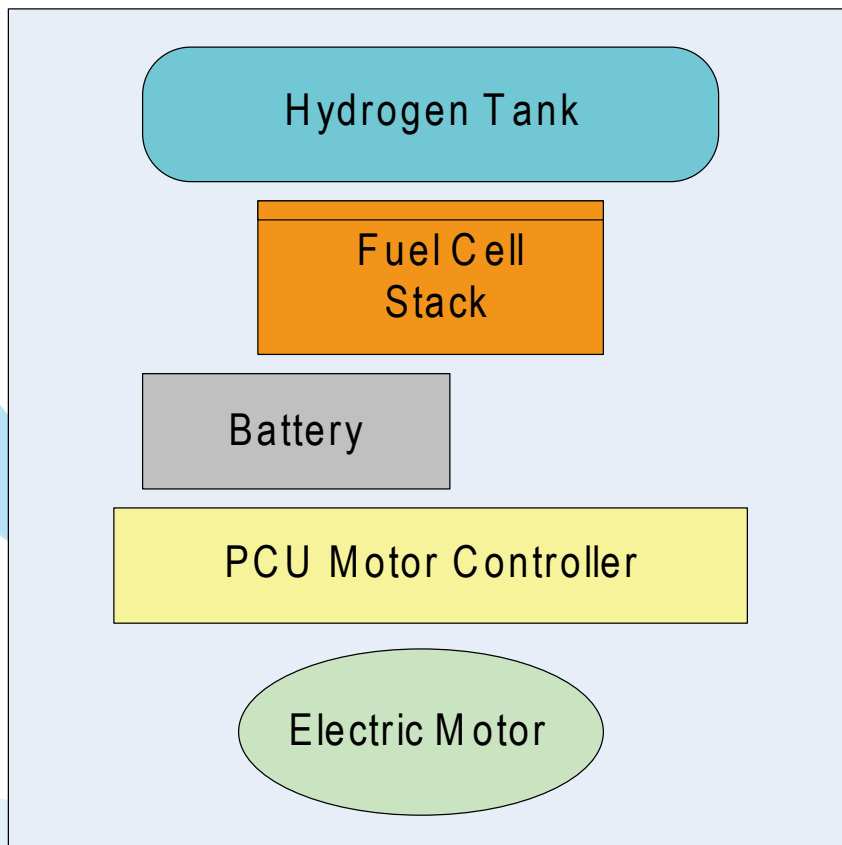 Hydrogen Tank
Fuel Cell
Stack
Battery
PCU Motor Controller
Electric Motor